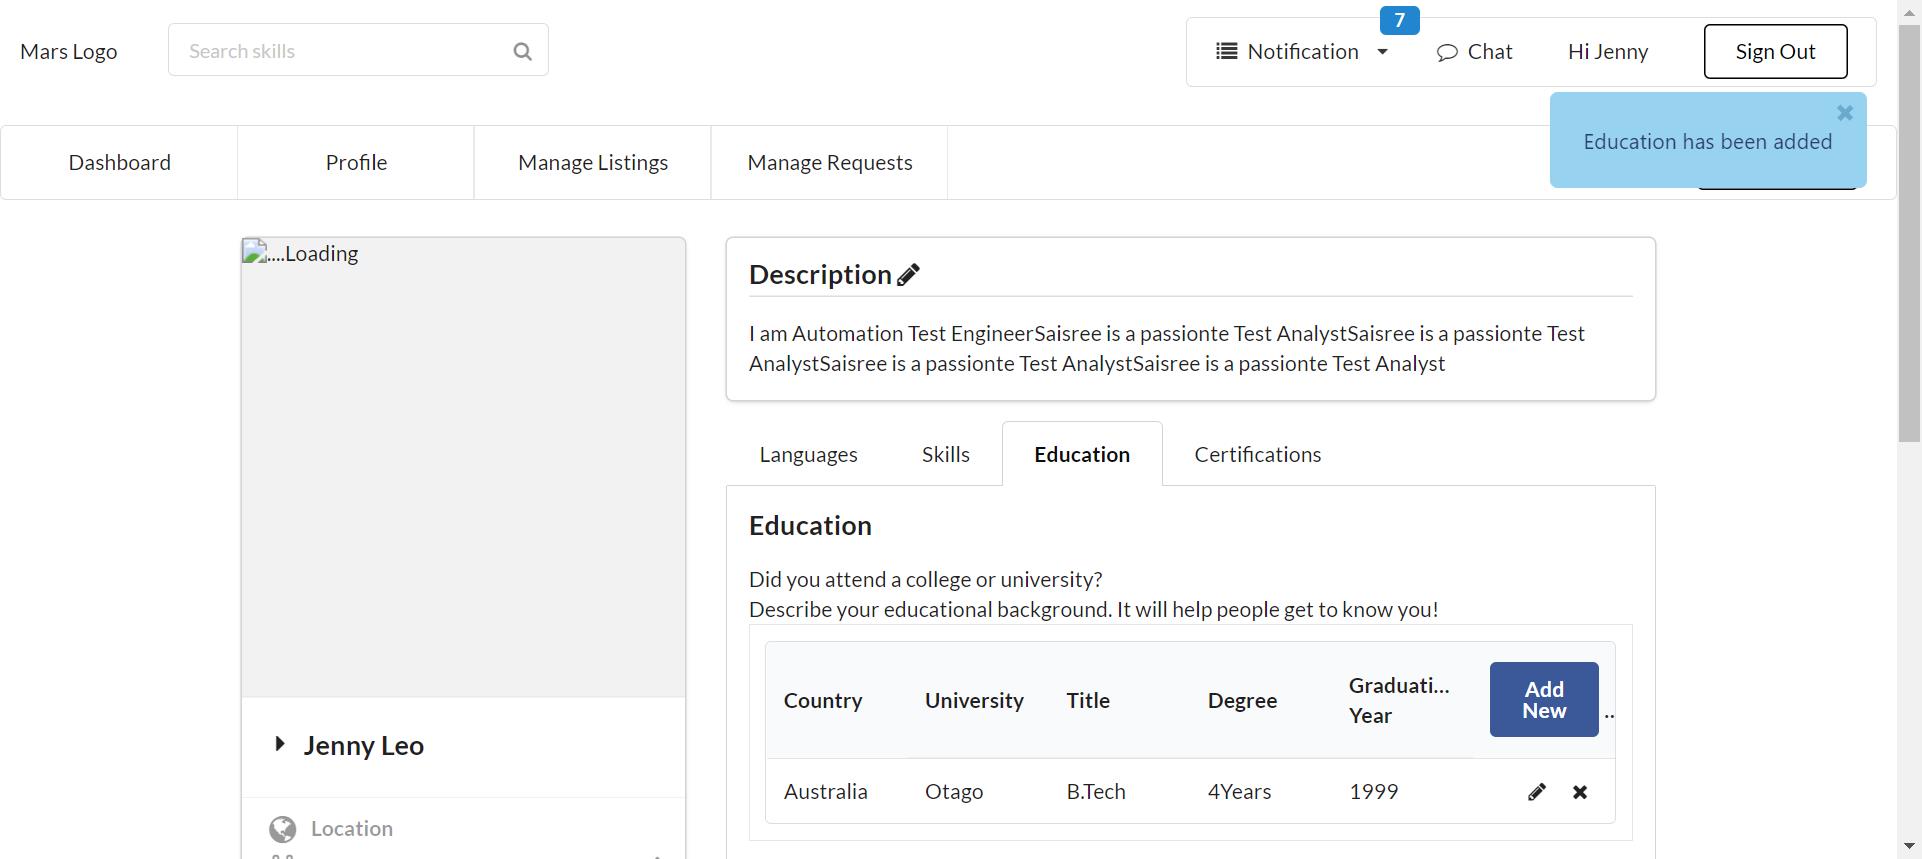 Mars Logo
Search skills
Notification
7
Chat
Hi Jenny
Sign Out
Education has been added
Dashboard
Profile
Manage Listings
Manage Requests
....Loading
Description
I am Automation Test EngineerSaisree is a passionte Test AnalystSaisree is a passionte Test
AnalystSaisree is a passionte Test AnalystSaisree is a passionte Test Analyst
Languages
Skills
Education
Certifications
Education
Did you attend a college or university?
Describe your educational background. It will help people get to know you!
Country
University
Title
Degree
Graduati...
Year
Add
New
..
Australia
Otago
B.Tech
4Years
1999
Jenny Leo
Location